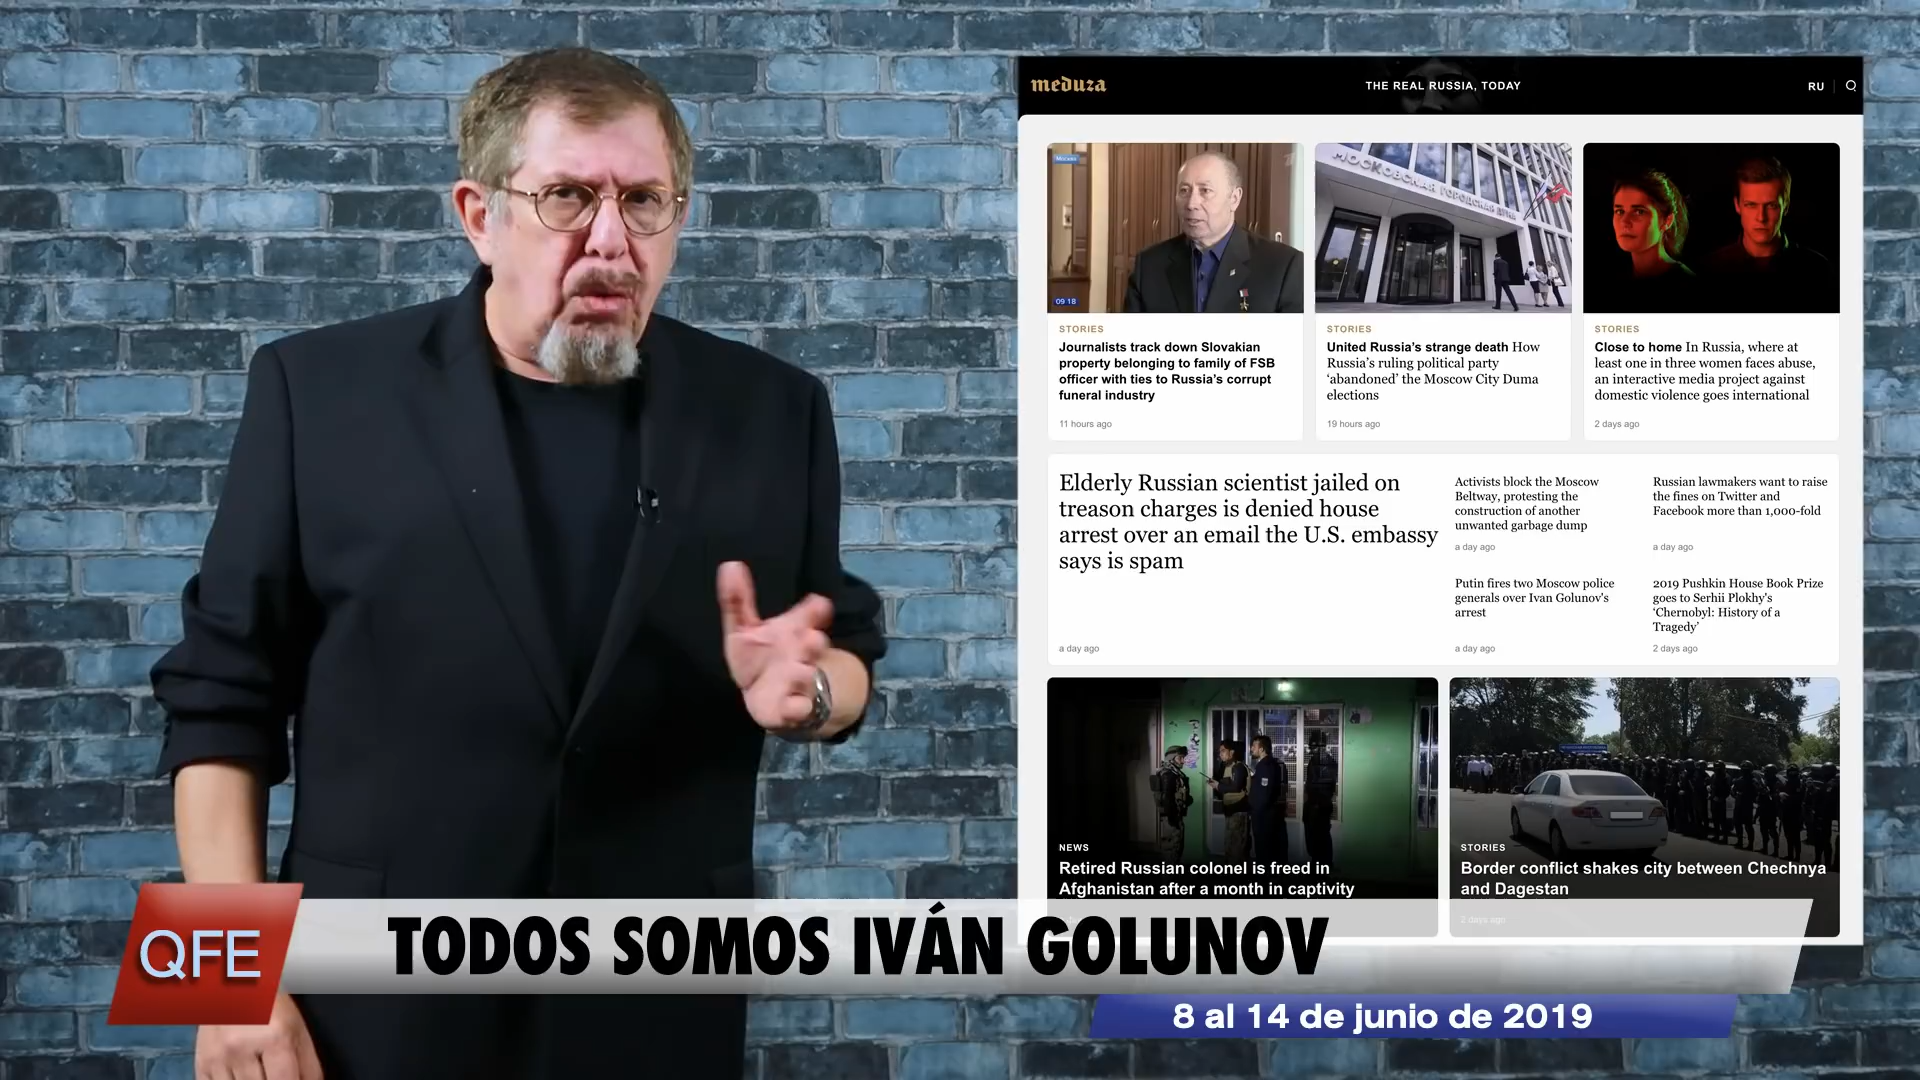 meduza
THE REAL RUSSIA, TODAY
RU
Москва
09 18
МОСКОВСКАЯ ГОРОДСКАЯ ДУМА
STORIES
Journalists track down Slovakian
property belonging to family of FSB
officer with ties to Russia's corrupt
funeral industry
11 hours ago
STORIES
United Russia's strange death How
Russia's ruling political party
‘abandoned’ the Moscow City Duma
elections
19 hours ago
STORIES
Close to home In Russia, where at
least one in three women faces abuse,
an interactive media project against
domestic violence goes international
2 days ago
Elderly Russian scientist jailed on
treason charges is denied house
arrest over an email the U.S. embassy
says is spam
a day ago
Activists block the Moscow
Beltway, protesting the
construction of another
unwanted garbage dump
a day ago
Russian lawmakers want to raise
the fines on Twitter and
Facebook more than 1,000-fold
a day ago
Putin fires two Moscow police
generals over Ivan Golunov's
arrest
a day ago
2019 Pushkin House Book Prize
goes to Serhii Plokhy's
‘Chernobyl: History of a
Tragedy’
2 days ago
NEWS
Retired Russian colonel is freed in
Afghanistan after a month in captivity
STORIES
Border conflict shakes city between Chechnya
and Dagestan
2 days ago
QFE
TODOS SOMOS IVÁN GOLUNOV
8 al 14 de junio de 2019